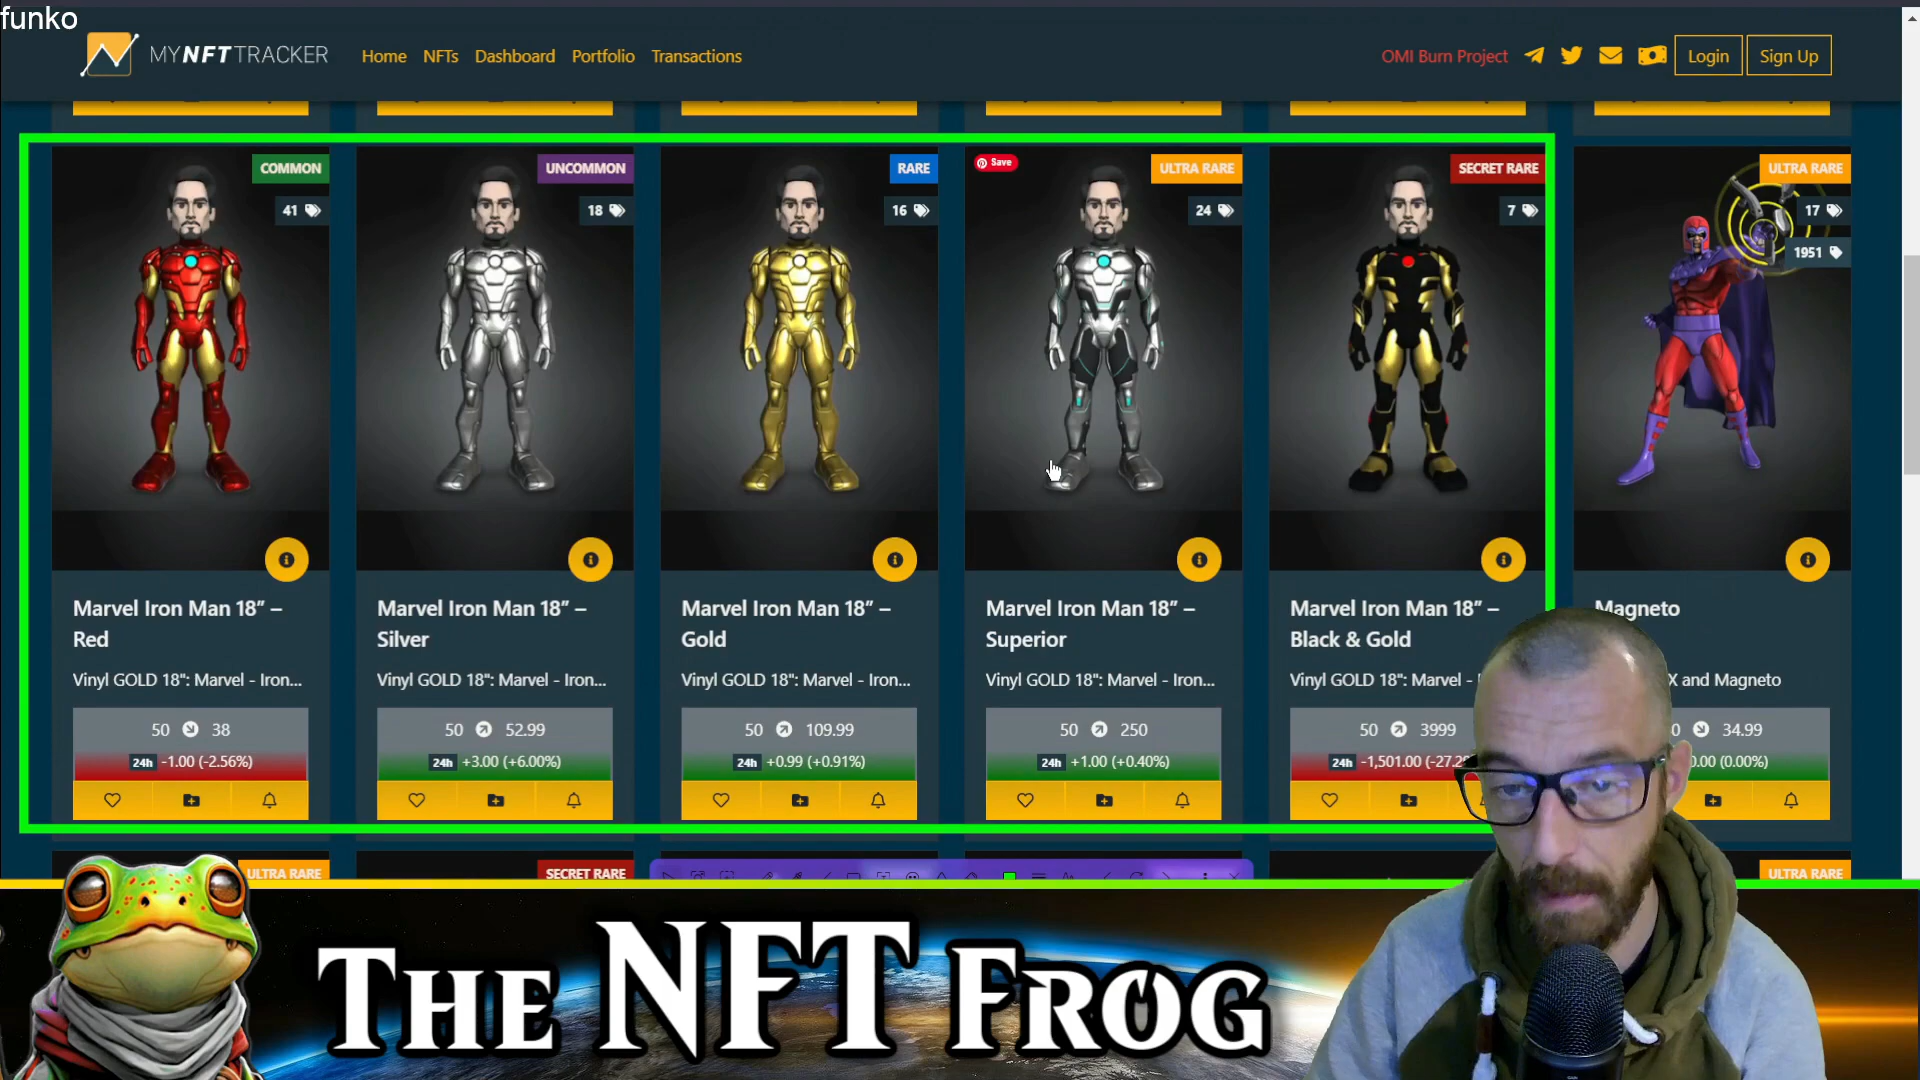 funko
MYNFTTRACKER Home NFTs Dashboard Portfolio Transactions OMI Burn Project Login Sign Up
COMMON UNCOMMON RARE Save ULTRA RARE SECRET RARE ULTRA RARE
41 18 16 24 7 17
1951
Marvel Iron Man 18” – Red
Vinyl GOLD 18": Marvel - Iron...
50 38
24h -1.00 (-2.56%)
Marvel Iron Man 18” – Silver
Vinyl GOLD 18": Marvel - Iron...
50 52.99
24h +3.00 (+6.00%)
Marvel Iron Man 18” – Gold
Vinyl GOLD 18": Marvel - Iron...
50 109.99
24h +0.99 (+0.91%)
Marvel Iron Man 18” – Superior
Vinyl GOLD 18": Marvel - Iron...
50 250
24h +1.00 (+0.40%)
Marvel Iron Man 18” – Black & Gold
Vinyl GOLD 18": Marvel -
50 3999
24h -1,501.00
Magneto
X and Magneto
34.99
(0.00%)
ULTRA RARE SECRET RARE ULTRA RARE
THE NFT FROG